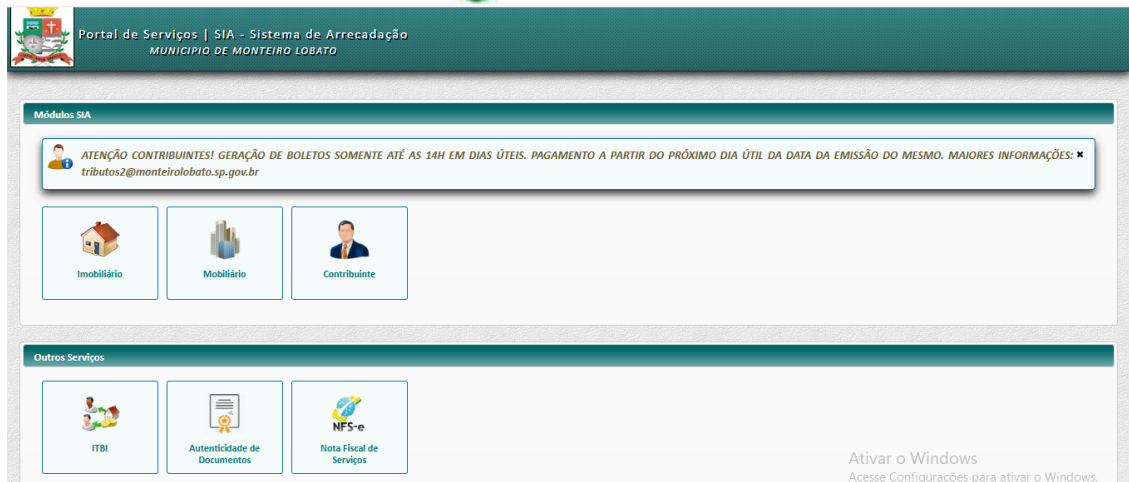 Portal de Serviços | SIA - Sistema de Arrecadação
MUNICIPIO DE MONTEIRO LOBATO
Módulos SIA
ATENÇÃO CONTRIBUINTES! GERAÇÃO DE BOLETOS SOMENTE ATÉ AS 14H EM DIAS ÚTEIS. PAGAMENTO A PARTIR DO PRÓXIMO DIA ÚTIL DA DATA DA EMISSÃO DO MESMO. MAIORES INFORMAÇÕES:
tributos2@monteirolobato.sp.gov.br
Imobiliário
Mobiliário
Contribuinte
Outros Serviços
ITBI
Autenticidade de
Documentos
NFS-e
Nota Fiscal de
Serviços
Ativar o Windows
Acesse Configurações para ativar o Windows.